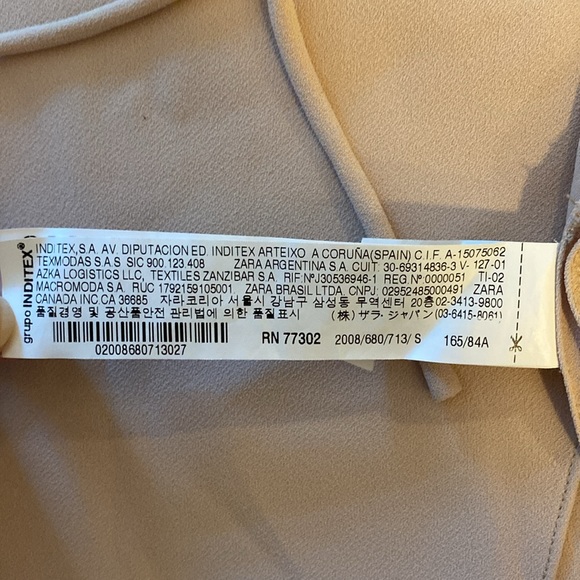 grupo INDITEX®
INDITEX,S.A. AV. DIPUTACION ED. INDITEX ARTEIXO A CORUÑA(SPAIN) C.I.F. A-15075062
TEXMODAS S.A.S SIC 900 123 408 ZARA ARGENTINA S.A. CUIT: 30-69314836-3 V- 127-01
AZKA LOGISTICS LLC, TEXTILES ZANZIBAR S.A. RIF.Nº.J30536946-1 REG.Nº 0000051 TI-02
MACROMODA S.A. RÚC 1792159105001 ZARA BRASIL LTDA. CNPJ: 02952485000491 ZARA
CANADA INC.CA 36685 자라코리아 서울시 강남구 삼성동 무역센터 20층 02-3413-9800
품질경영 및 공산품안전 관리법에 의한 품질표시 (株) ザラ・ジャパン (03-6415-8061)
02008680713027 RN 77302 2008/680/713/ S 165/84A